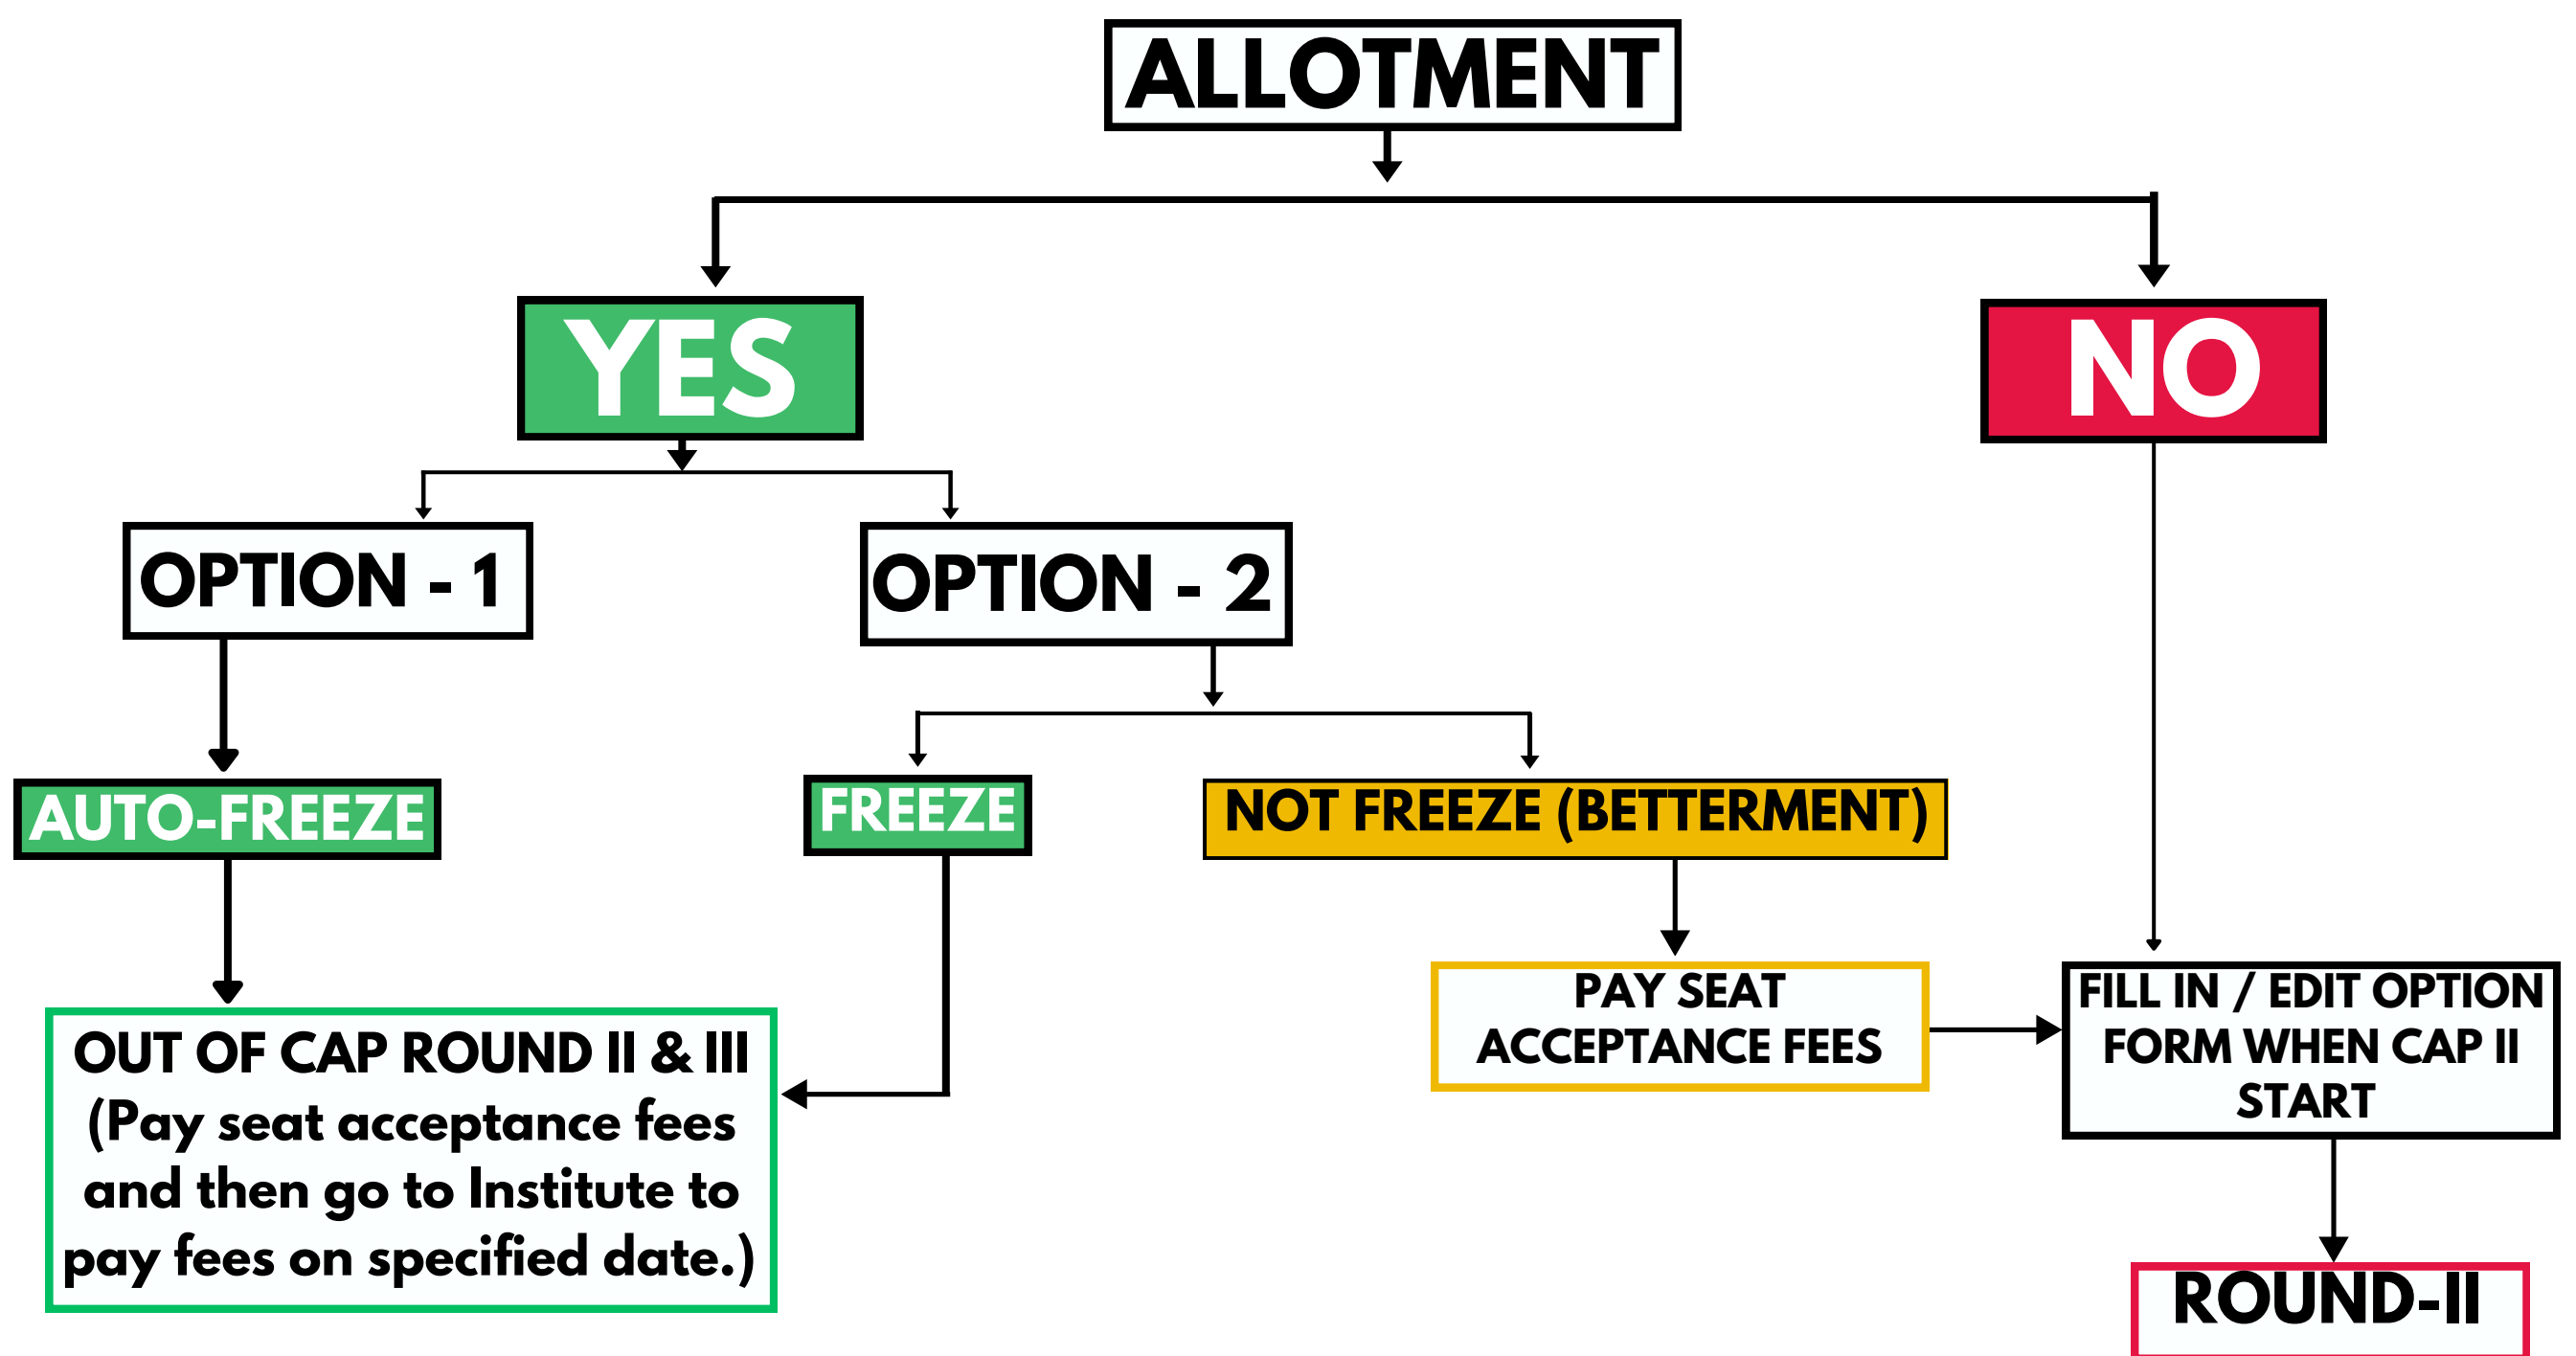 ALLOTMENT
YES
NO
OPTION - 1
OPTION - 2
AUTO-FREEZE
FREEZE
NOT FREEZE (BETTERMENT)
PAY SEAT
ACCEPTANCE FEES
FILL IN / EDIT OPTION
FORM WHEN CAP II
START
OUT OF CAP ROUND II & III
(Pay seat acceptance fees
and then go to Institute to
pay fees on specified date.)
ROUND-II